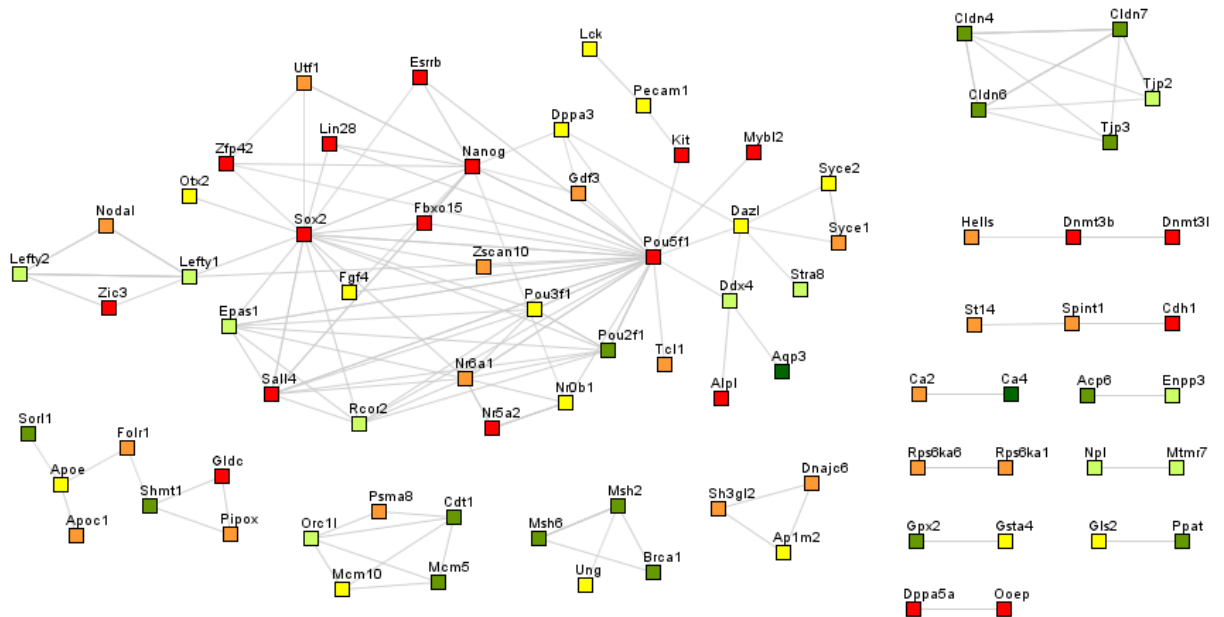 Lck
Cldn4
Cldn7
Utf1
Esrrb
Pecam1
Tjp2
Cldn6
Dppa3
Lin28
Tjp3
Zfp42
Nanog
Kit
Mybl2
Otx2
Gdf3
Syce2
Nodal
Sox2
Fbxo15
Dazl
Syce1
Hells
Dnmt3b
Dnmt3l
Pou5f1
Lefty2
Lefty1
Zscan10
Fgf4
Stra8
Zic3
Ddx4
Epas1
Pou3f1
St14
Spint1
Cdh1
Pou2f1
Nr6a1
Tcl1
Aqp3
Sall4
Nr0b1
Alpl
Ca2
Ca4
Acp6
Enpp3
Rcor2
Nr5a2
Sorl1
Folr1
Apoe
Gldc
Rps6ka6
Rps6ka1
Npl
Mtmr7
Shmt1
Psma8
Cdt1
Msh2
Dnajc6
Sh3gl2
Apoc1
Pipox
Orc1l
Msh6
Gpx2
Gsta4
Gls2
Ppat
Mcm10
Mcm5
Ung
Brca1
Ap1m2
Dppa5a
Ooep